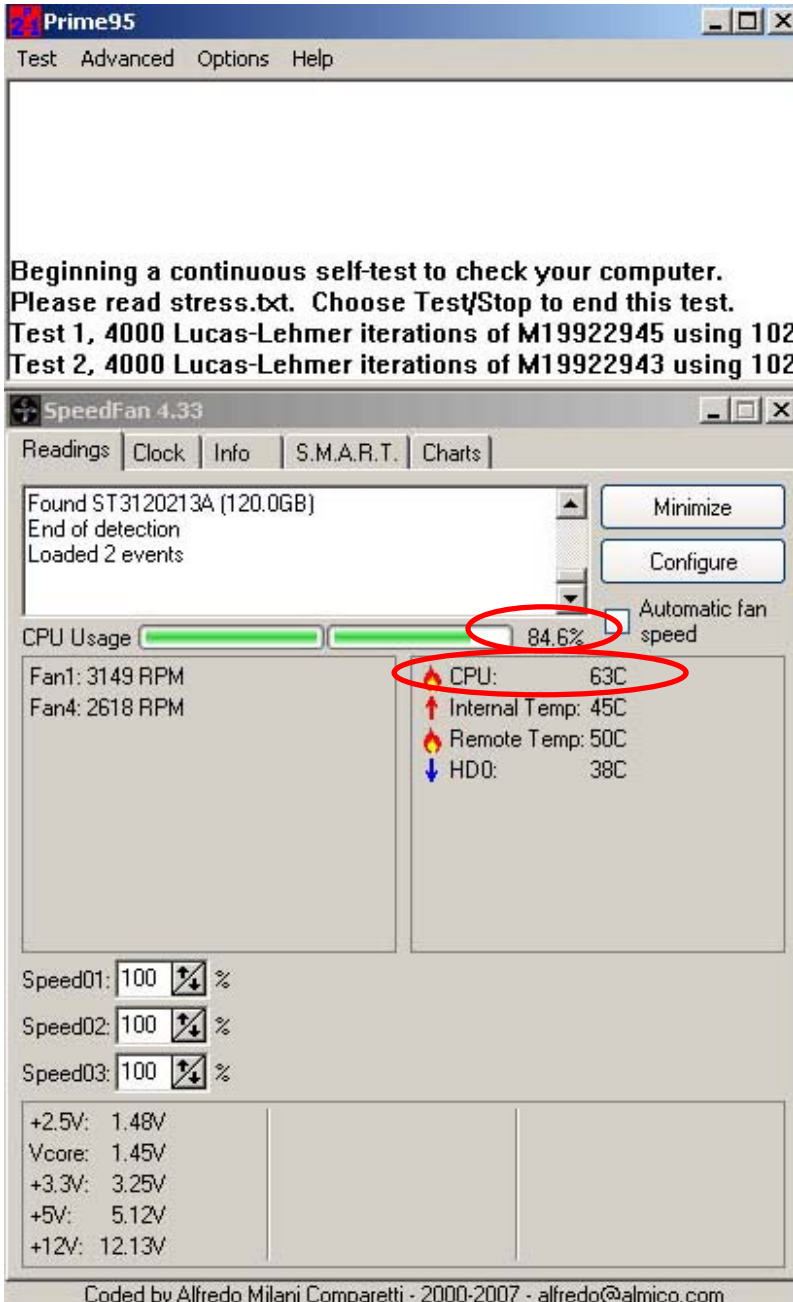 Prime95
Test Advanced Options Help
Beginning a continuous self-test to check your computer.
Please read stress.txt. Choose Test/Stop to end this test.
Test 1, 4000 Lucas-Lehmer iterations of M19922945 using 102
Test 2, 4000 Lucas-Lehmer iterations of M19922943 using 102
SpeedFan 4.33
Readings Clock Info S.M.A.R.T. Charts
Found ST3120213A (120.0GB)
End of detection
Loaded 2 events
Minimize
Configure
Automatic fan speed
CPU Usage 84.6%
Fan1: 3149 RPM
Fan4: 2618 RPM
CPU: 63C
Internal Temp: 45C
Remote Temp: 50C
HD0: 38C
Speed01: 100 %
Speed02: 100 %
Speed03: 100 %
+2.5V: 1.48V
Vcore: 1.45V
+3.3V: 3.25V
+5V: 5.12V
+12V: 12.13V
Coded by Alfredo Milani Comparetti - 2000-2007 - alfredo@almico.com